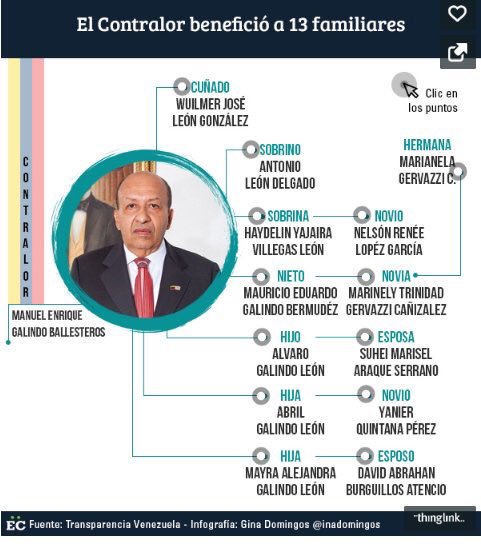 El Contralor benefició a 13 familiares
CUÑADO
WUILMER JOSÉ
LEÓN GONZÁLEZ
Clic en
los puntos
SOBRINO
ANTONIO
LEÓN DELGADO
HERMANA
MARIANELA
GERVAZZI C.
CONTRALOR
SOBRINA
HAYDELIN YAJAIRA
VILLEGAS LEÓN
NOVIO
NELSÓN RENÉE
LOPÉZ GARCÍA
NIETO
MAURICIO EDUARDO
GALINDO BERMUDÉZ
NOVIA
MARINELY TRINIDAD
GERVAZZI CAÑIZALEZ
MANUEL ENRIQUE
GALINDO BALLESTEROS
HIJO
ALVARO
GALINDO LEÓN
ESPOSA
SUHEI MARISEL
ARAQUE SERRANO
HIJA
ABRIL
GALINDO LEÓN
NOVIO
YANIER
QUINTANA PÉREZ
HIJA
MAYRA ALEJANDRA
GALINDO LEÓN
ESPOSO
DAVID ABRAHAN
BURGUILLOS ATENCIO
EC Fuente: Transparencia Venezuela - Infografía: Gina Domingos @inadomingos
thinglink..